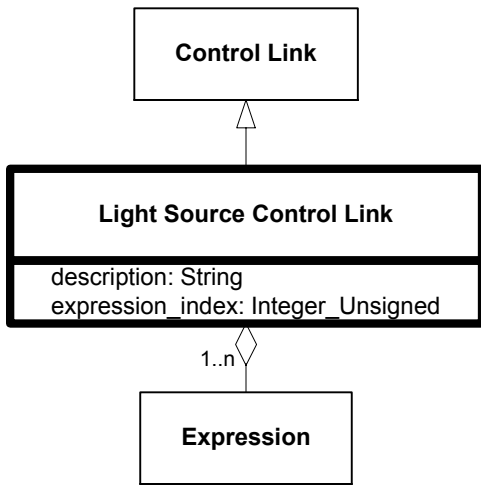 Control Link
Light Source Control Link
description: String
expression_index: Integer_Unsigned
1..n
Expression